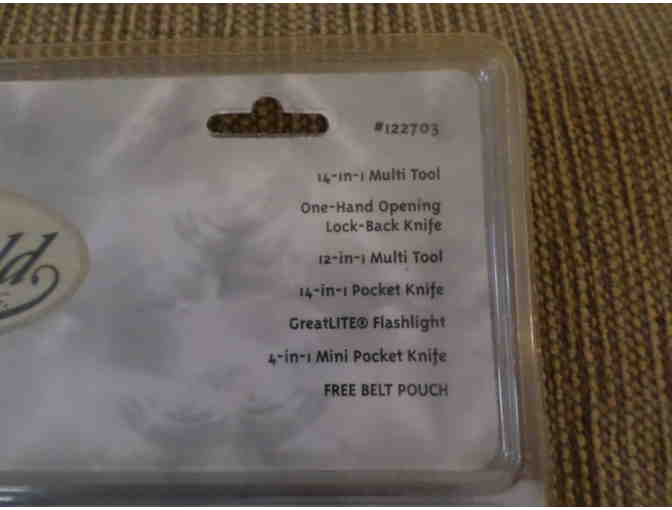 #122703
14-in-1 Multi Tool
One-Hand Opening
Lock-Back Knife
12-in-1 Multi Tool
14-in-1 Pocket Knife
GreatLITE® Flashlight
4-in-1 Mini Pocket Knife
FREE BELT POUCH
ld